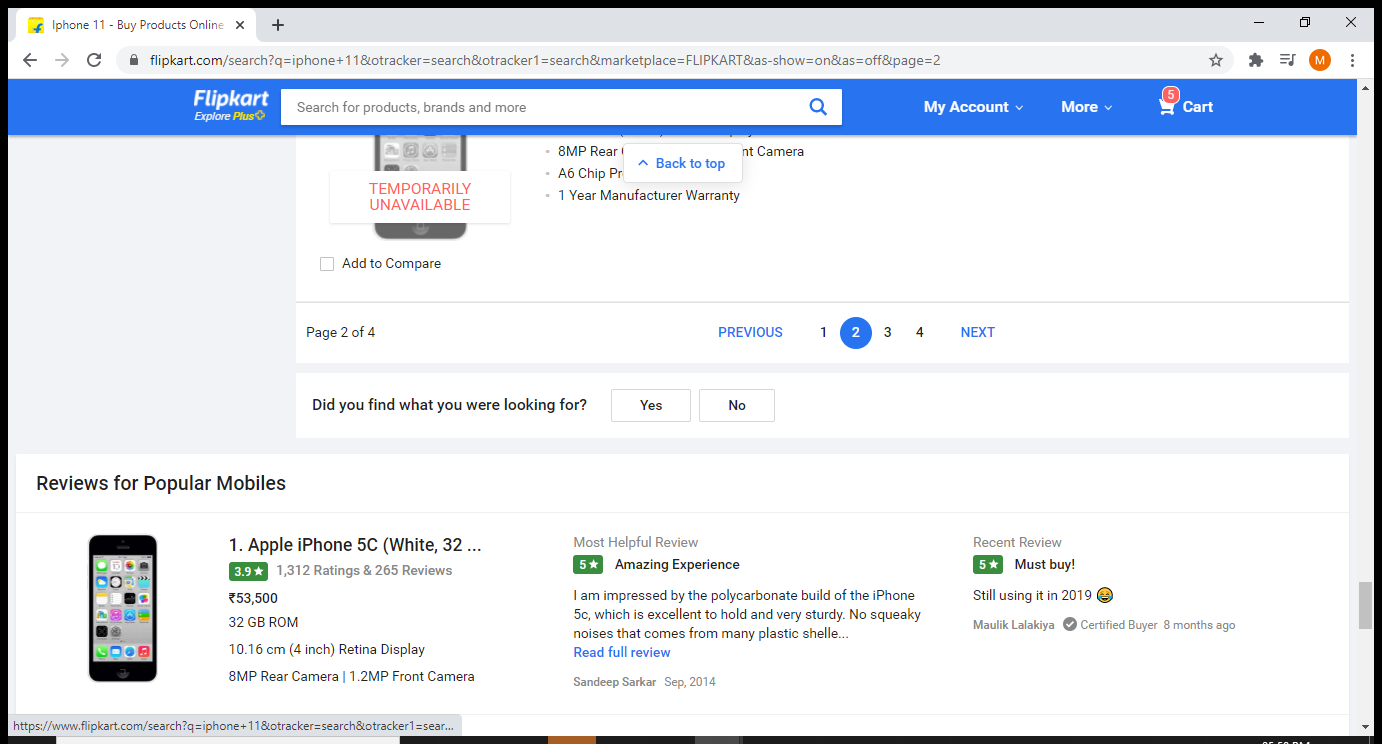 Iphone 11 - Buy Products Online
flipkart.com/search?q=iphone+11&otracker=search&otracker1=search&marketplace=FLIPKART&as-show=on&as=off&page=2
M
Flipkart
Explore Plus
Search for products, brands and more
My Account
More
5
Cart
8MP Rear
nt Camera
A6 Chip
1 Year Manufacturer Warranty
Back to top
TEMPORARILY
UNAVAILABLE
Add to Compare
Page 2 of 4
PREVIOUS 1 2 3 4 NEXT
Did you find what you were looking for? Yes No
Reviews for Popular Mobiles
1. Apple iPhone 5C (White, 32 ...
3.9★ 1,312 Ratings & 265 Reviews
₹53,500
32 GB ROM
10.16 cm (4 inch) Retina Display
8MP Rear Camera | 1.2MP Front Camera
Most Helpful Review
5★ Amazing Experience
I am impressed by the polycarbonate build of the iPhone
5c, which is excellent to hold and very sturdy. No squeaky
noises that comes from many plastic shelle...
Read full review
Sandeep Sarkar Sep, 2014
Recent Review
5★ Must buy!
Still using it in 2019 😂
Maulik Lalakiya Certified Buyer 8 months ago
https://www.flipkart.com/search?q=iphone+11&otracker=search&otracker1=sear...